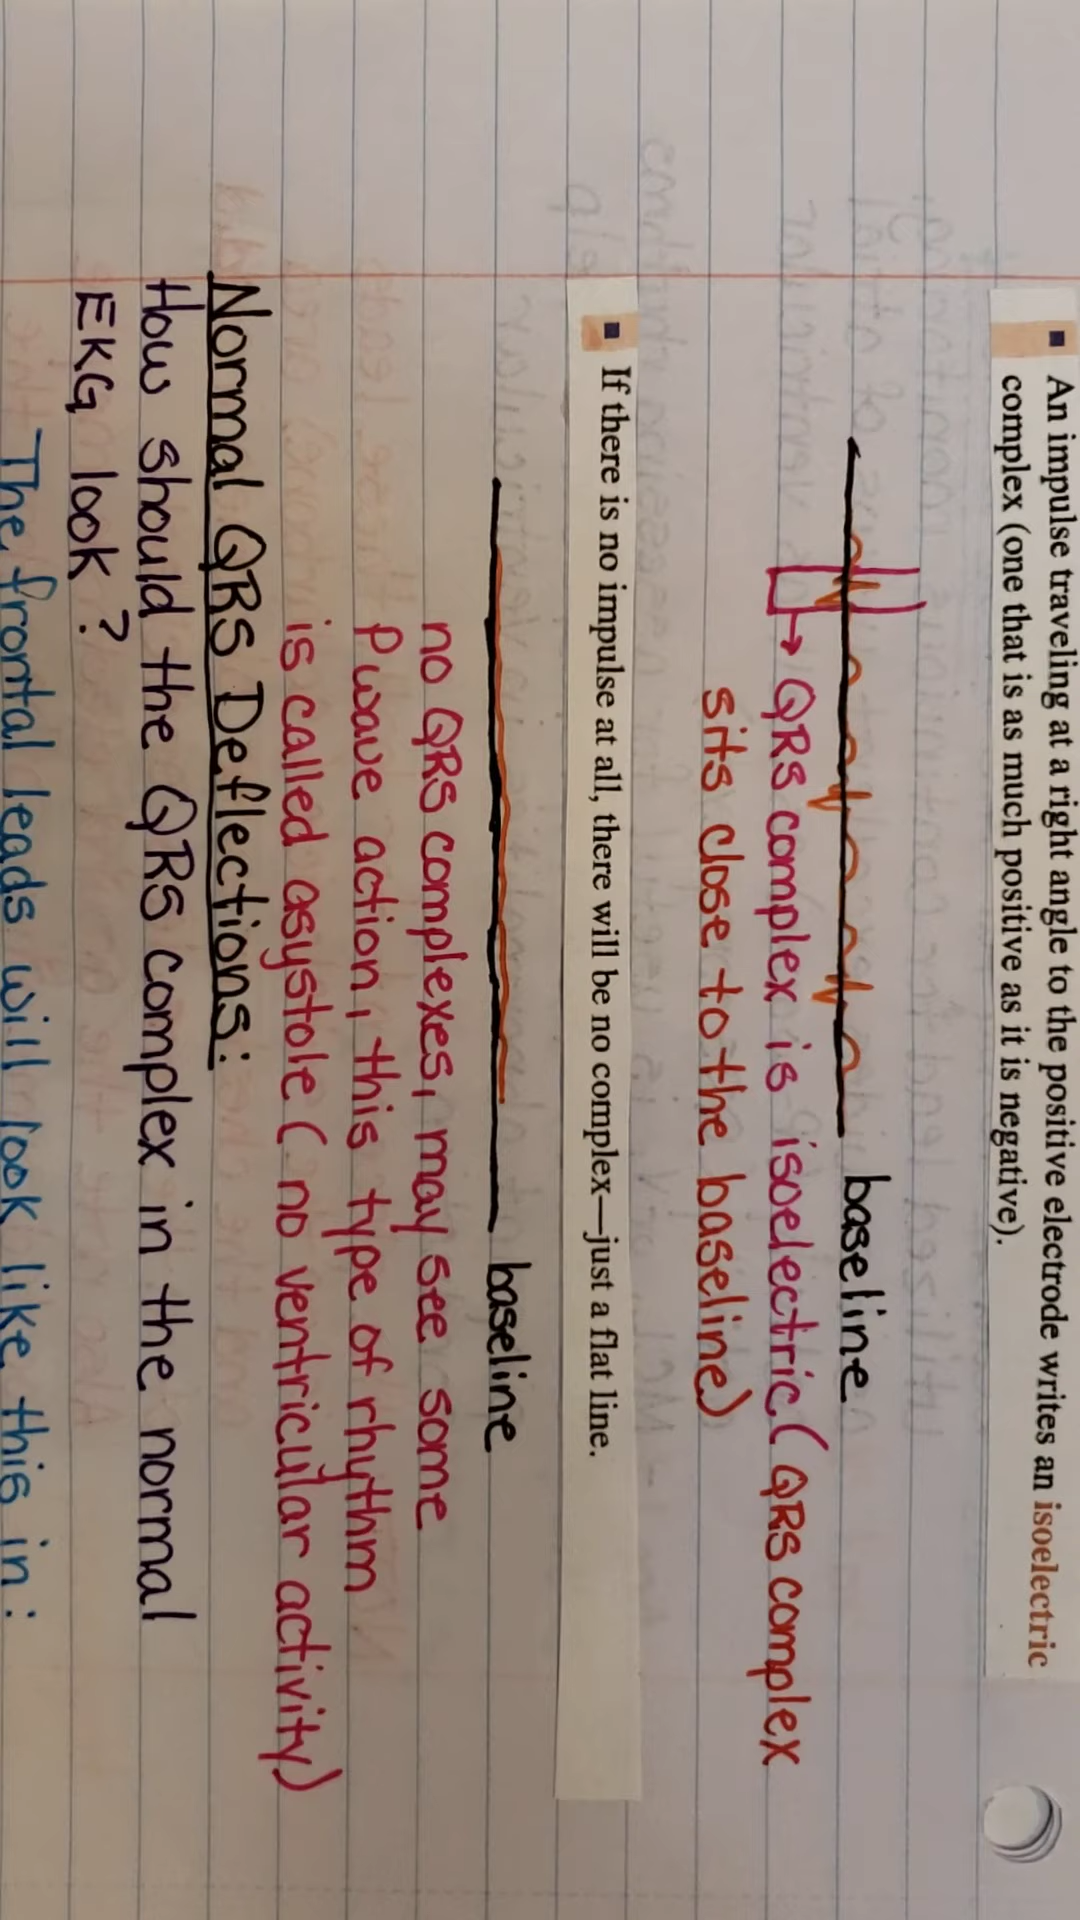 ▪ An impulse traveling at a right angle to the positive electrode writes an isoelectric
complex (one that is as much positive as it is negative).
baseline
→ QRS complex is isoelectric (QRS complex
sits close to the baseline)
▪ If there is no impulse at all, there will be no complex—just a flat line.
baseline
no QRS complexes, may see some
P wave action, this type of rhythm
is called asystole (no ventricular activity)
Normal QRS Deflections:
How should the QRS complex in the normal
EKG look?
The frontal leads will look like this in: